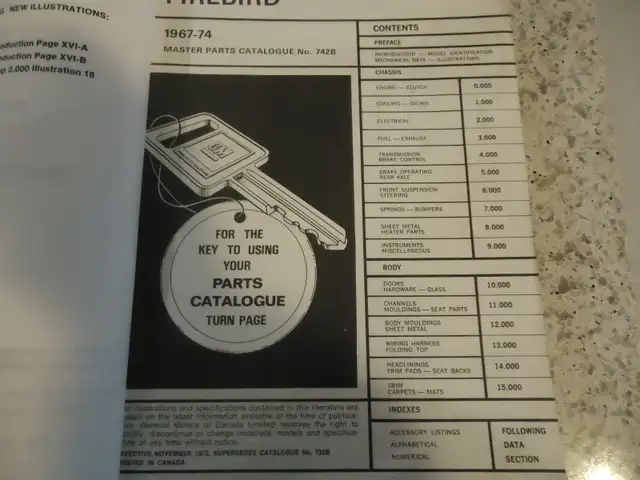 NEW ILLUSTRATIONS:
Page XVI-A
Page XVI-B
2,000 Illustration 18
FIREBIRD
1967-74
MASTER PARTS CATALOGUE No. 742B
GM
FOR THE
KEY TO USING
YOUR
PARTS
CATALOGUE
TURN PAGE
illustrations and specifications contained in this literature are
on the latest information available at the time of publica-
General Motors of Canada Limited reserves the right to
discontinue or change materials, models and specifica-
at any time without notice.
EFFECTIVE NOVEMBER 1973, SUPERSEDES CATALOGUE No. 732B
PRINTED IN CANADA
CONTENTS
PREFACE
INTRODUCTION — MODEL IDENTIFICATION
MECHANICAL DATA — ILLUSTRATIONS
CHASSIS
ENGINE — CLUTCH 0.000
COOLING — OILING 1.000
ELECTRICAL 2.000
FUEL — EXHAUST 3.000
TRANSMISSION
BRAKE CONTROL 4.000
BRAKE OPERATING
REAR AXLE 5.000
FRONT SUSPENSION
STEERING 6.000
SPRINGS — BUMPERS 7.000
SHEET METAL
HEATER PARTS 8.000
INSTRUMENTS
MISCELLANEOUS 9.000
BODY
DOORS
HARDWARE — GLASS 10.000
CHANNELS
MOULDINGS — SEAT PARTS 11.000
BODY MOULDINGS
SHEET METAL 12.000
WIRING HARNESS
FOLDING TOP 13.000
HEADLININGS
TRIM PADS — SEAT BACKS 14.000
TRIM
CARPETS — MATS 15.000
INDEXES
ACCESSORY LISTINGS
ALPHABETICAL
NUMERICAL
FOLLOWING
DATA
SECTION